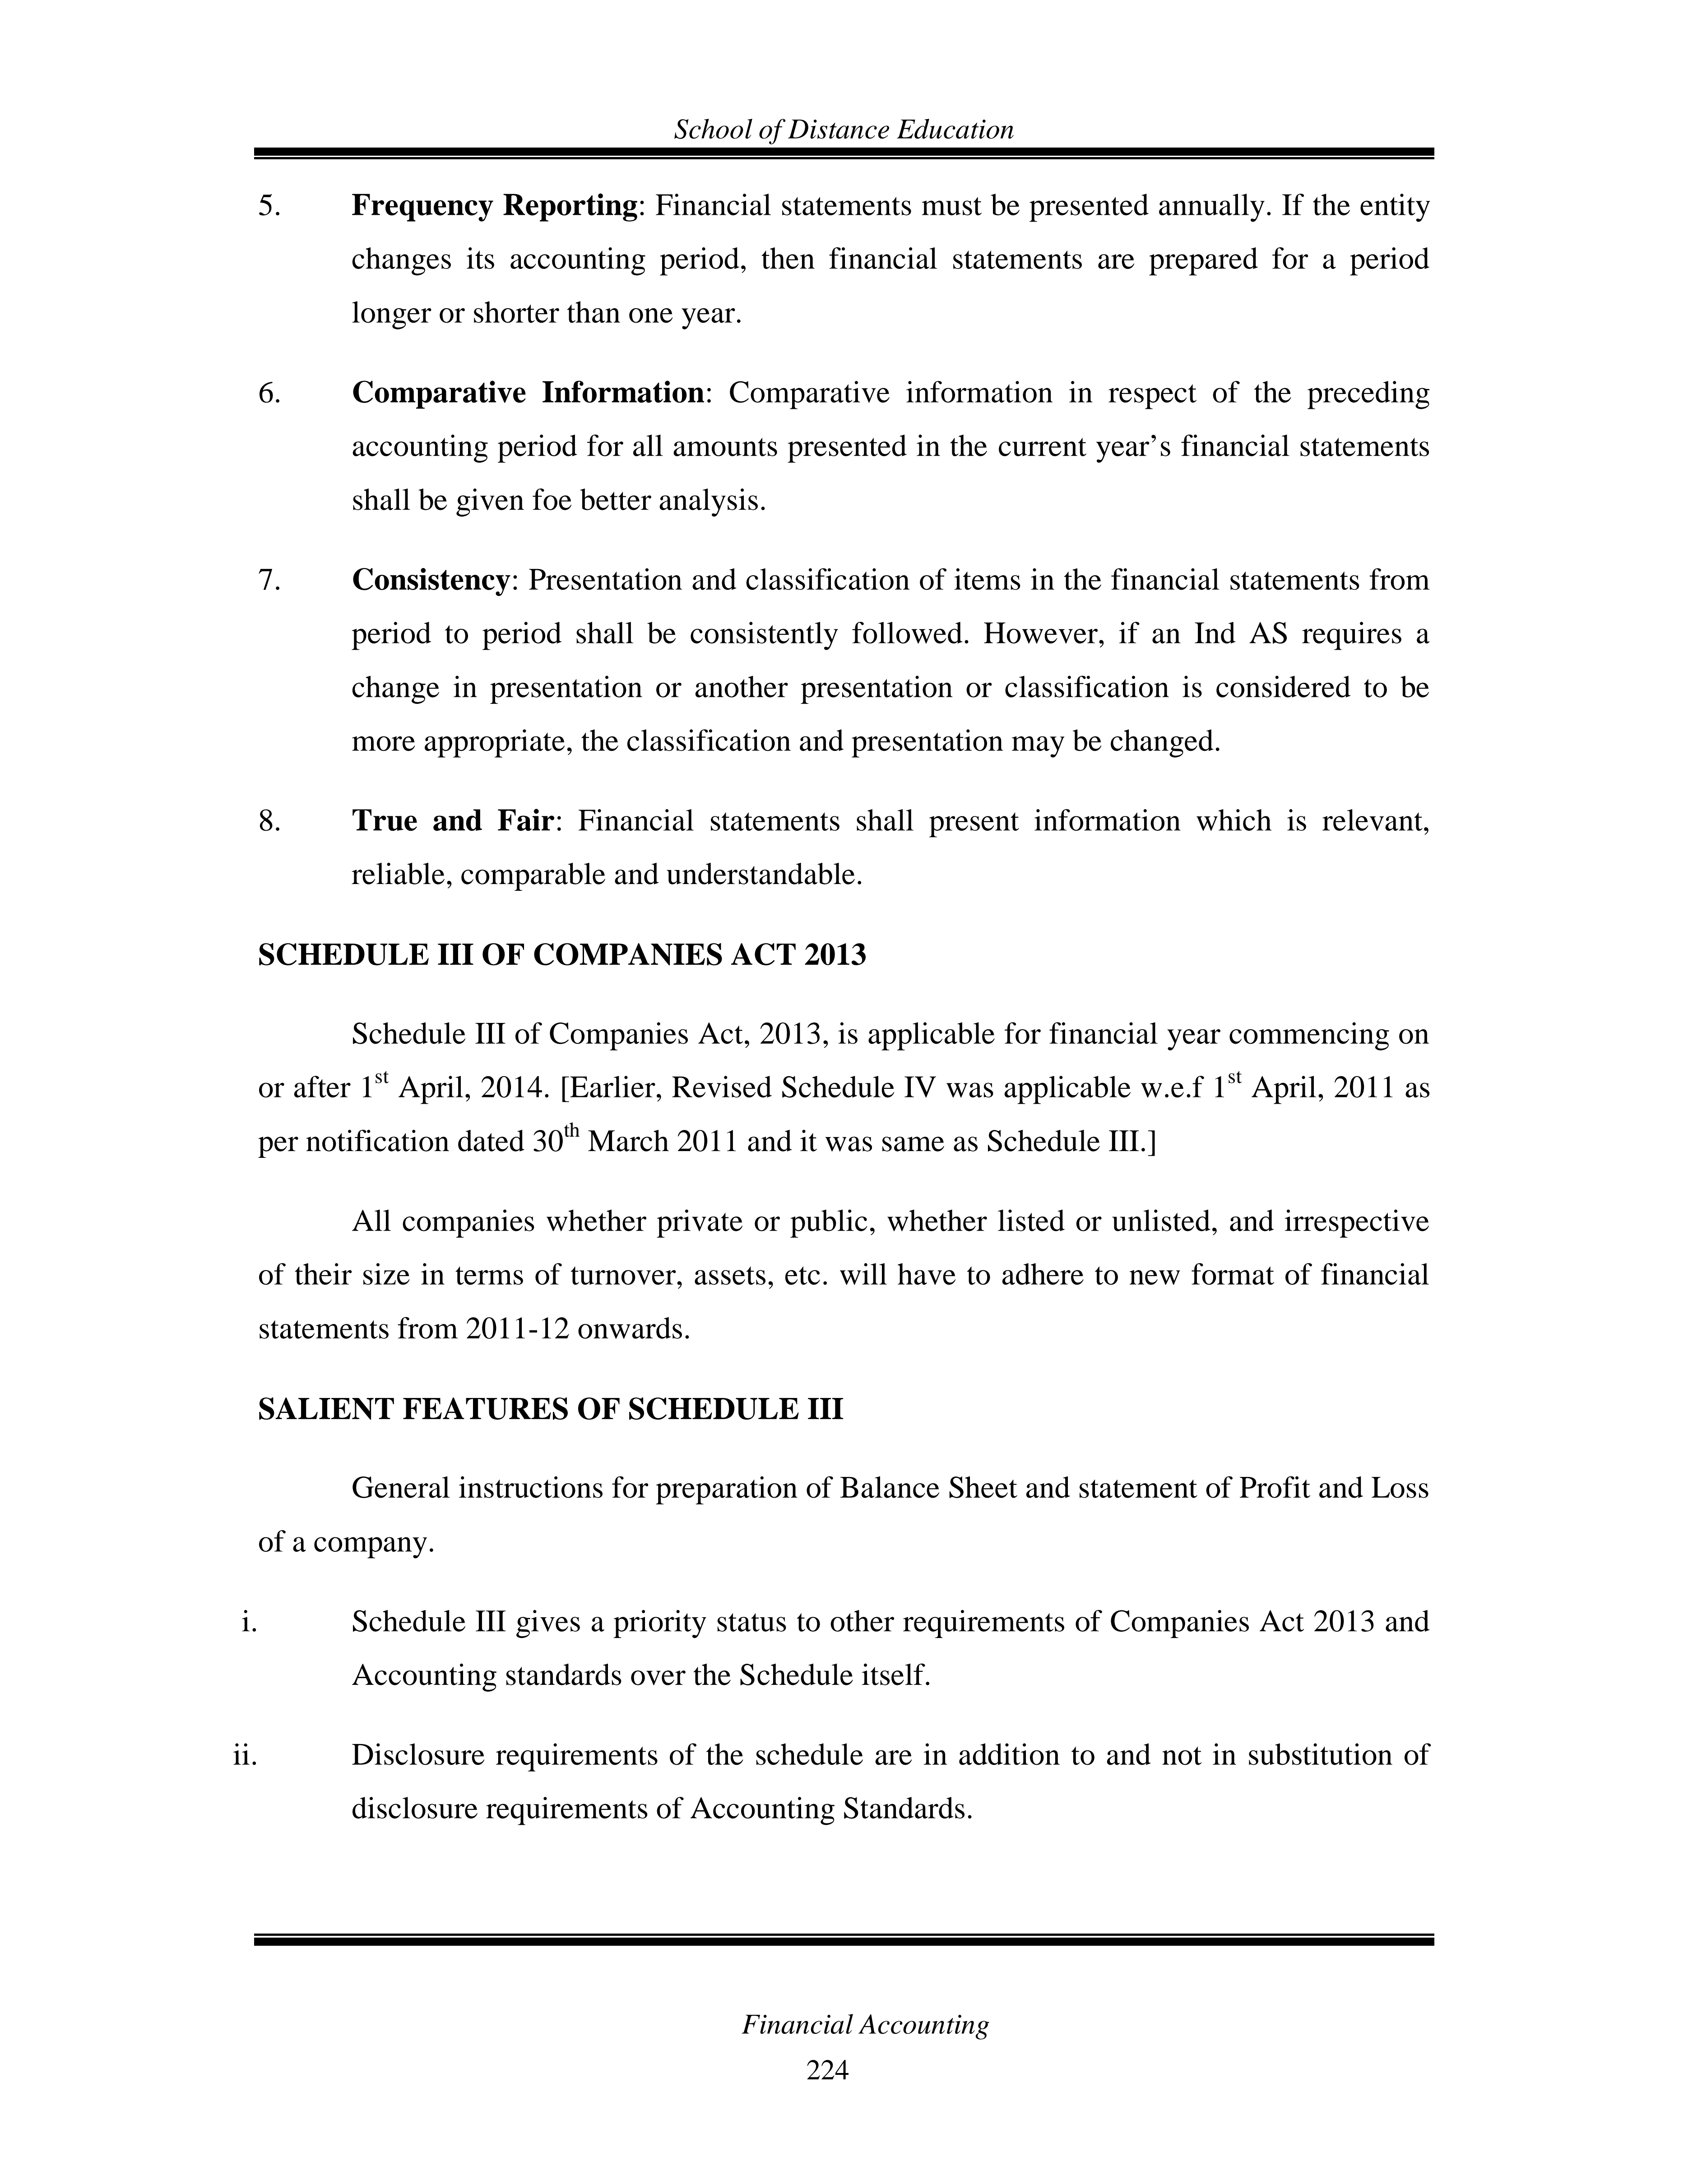 School of Distance Education
5. Frequency Reporting: Financial statements must be presented annually. If the entity
changes its accounting period, then financial statements are prepared for a period
longer or shorter than one year.
6. Comparative Information: Comparative information in respect of the preceding
accounting period for all amounts presented in the current year’s financial statements
shall be given foe better analysis.
7. Consistency: Presentation and classification of items in the financial statements from
period to period shall be consistently followed. However, if an Ind AS requires a
change in presentation or another presentation or classification is considered to be
more appropriate, the classification and presentation may be changed.
8. True and Fair: Financial statements shall present information which is relevant,
reliable, comparable and understandable.
SCHEDULE III OF COMPANIES ACT 2013
Schedule III of Companies Act, 2013, is applicable for financial year commencing on
or after 1st April, 2014. [Earlier, Revised Schedule IV was applicable w.e.f 1st April, 2011 as
per notification dated 30th March 2011 and it was same as Schedule III.]
All companies whether private or public, whether listed or unlisted, and irrespective
of their size in terms of turnover, assets, etc. will have to adhere to new format of financial
statements from 2011-12 onwards.
SALIENT FEATURES OF SCHEDULE III
General instructions for preparation of Balance Sheet and statement of Profit and Loss
of a company.
i. Schedule III gives a priority status to other requirements of Companies Act 2013 and
Accounting standards over the Schedule itself.
ii. Disclosure requirements of the schedule are in addition to and not in substitution of
disclosure requirements of Accounting Standards.
Financial Accounting
224